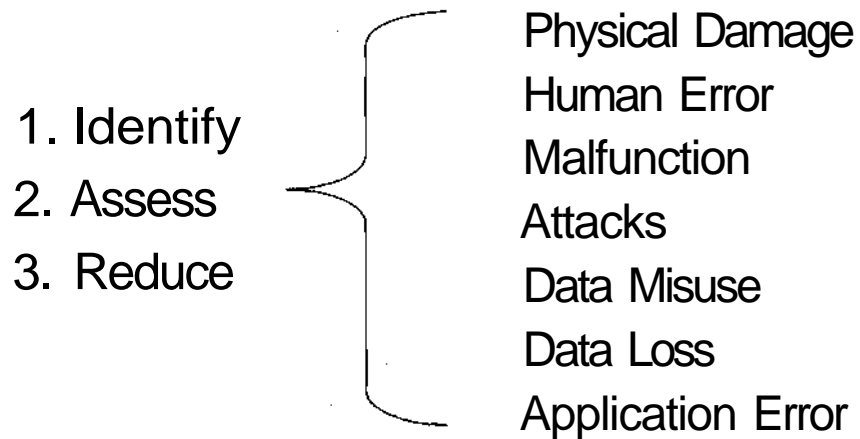 1. Identify
2. Assess
3. Reduce
Physical Damage
Human Error
Malfunction
Attacks
Data Misuse
Data Loss
Application Error